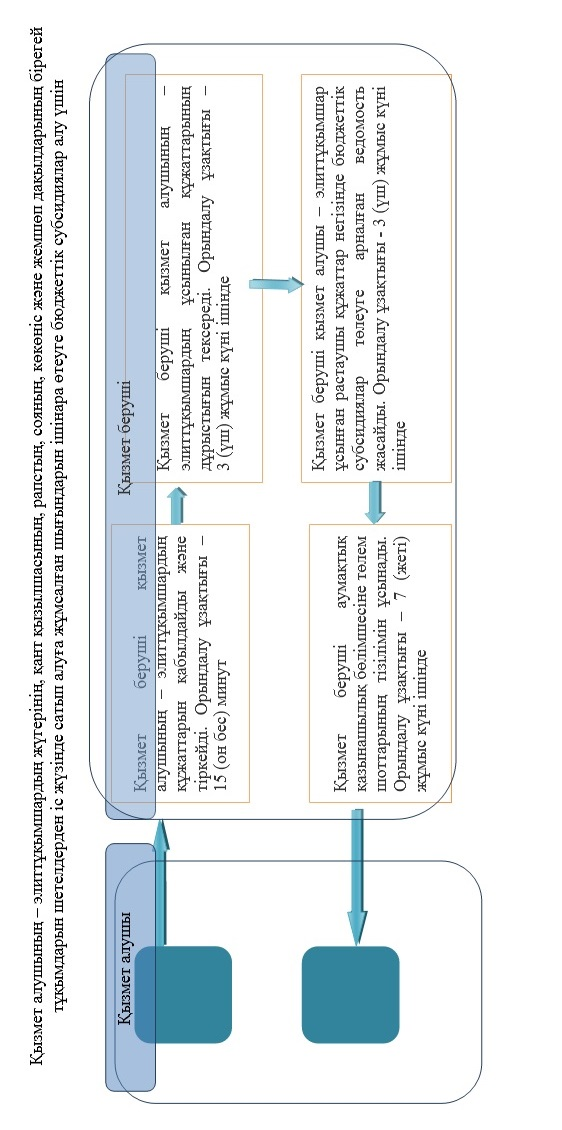 Қызмет алушының – элиттұқымшардың жүгерінің, қант қызылшасының, рапстың, сояның, көкөніс және жемшөп дақылдарының бірегей
тұқымдарын шетелдерден іс жүзінде сатып алуға жұмсалған шығындарын ішінара өтеуге бюджеттік субсидиялар алу үшін
Қызмет алушы
Қызмет беруші
Қызмет беруші қызмет
алушының – элиттұқымшардың
құжаттарын қабылдайды және
тіркейді. Орындалу ұзақтығы –
15 (он бес) минут
Қызмет беруші қызмет алушының –
элиттұқымшардың ұсынылған құжаттарының
дұрыстығын тексереді. Орындалу ұзақтығы –
3 (үш) жұмыс күні ішінде
Қызмет беруші қызмет алушы – элиттұқымшар
ұсынған растаушы құжаттар негізінде бюджеттік
субсидиялар төлеуге арналған ведомость
жасайды. Орындалу ұзақтығы - 3 (үш) жұмыс күні
ішінде
Қызмет беруші аумақтық
қазынашылық бөлімшесіне төлем
шоттарының тізілімін ұсынады.
Орындалу ұзақтығы – 7 (жеті)
жұмыс күні ішінде